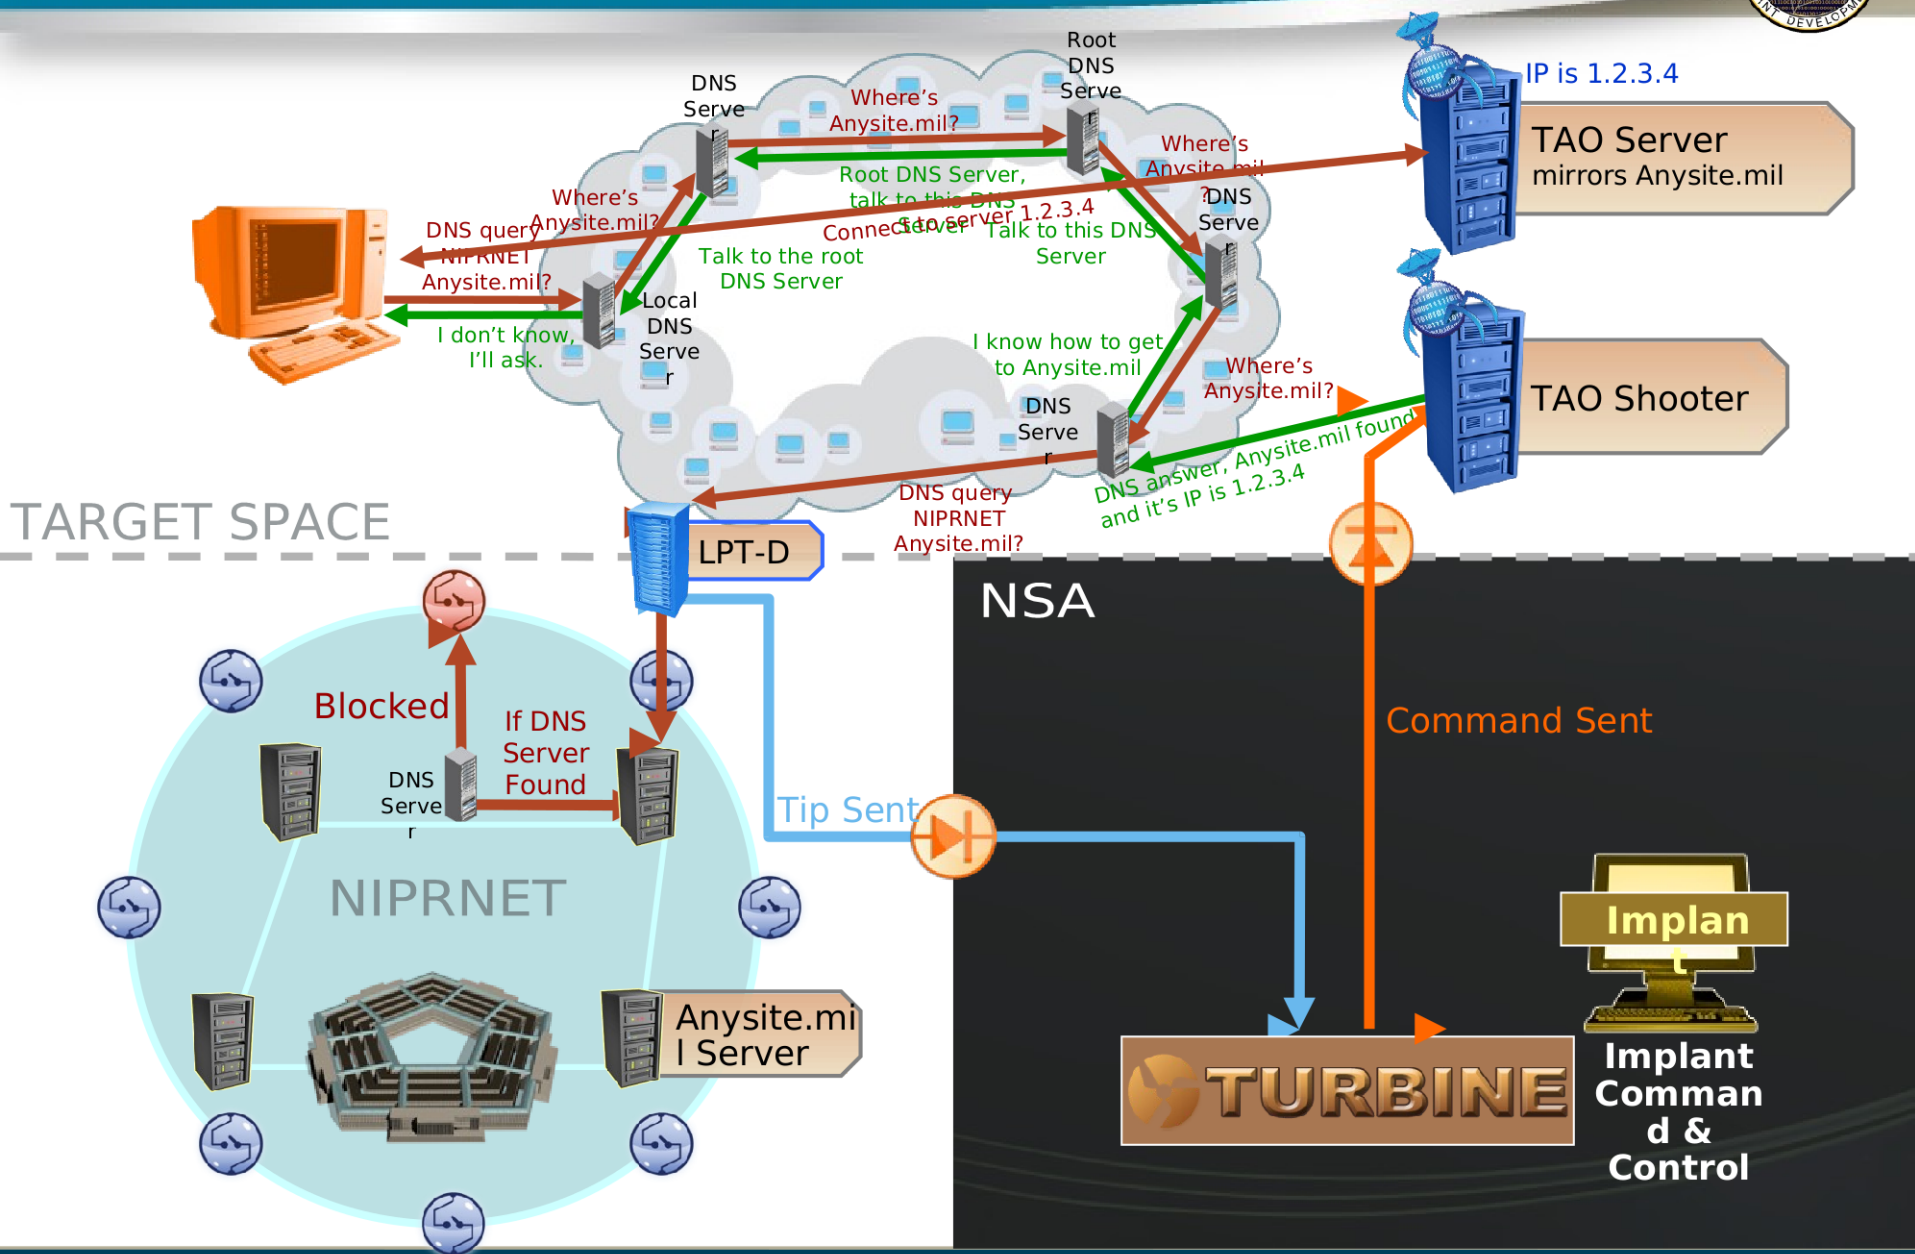 NT DEVELOPM
Root
DNS
Serve
r
DNS
Serve
r
Where's
Anysite.mil?
IP is 1.2.3.4
TAO Server
mirrors Anysite.mil
Where's
Anysite.mil
?
Root DNS Server,
talk to this DNS
Server
Where's
Anysite.mil?
DNS
Serve
r
Connect to server 1.2.3.4
DNS query
NIPRNET
Anysite.mil?
Talk to this DNS
Server
Talk to the root
DNS Server
Local
DNS
Serve
r
I don't know,
I'll ask.
I know how to get
to Anysite.mil
Where's
Anysite.mil?
TAO Shooter
DNS
Serve
r
DNS answer, Anysite.mil found
and it's IP is 1.2.3.4
DNS query
NIPRNET
Anysite.mil?
TARGET SPACE
LPT-D
NSA
Blocked
If DNS
Server
Found
Command Sent
DNS
Serve
r
Tip Sent
NIPRNET
Implan
t
Anysite.mi
l Server
TURBINE
Implant
Comman
d &
Control